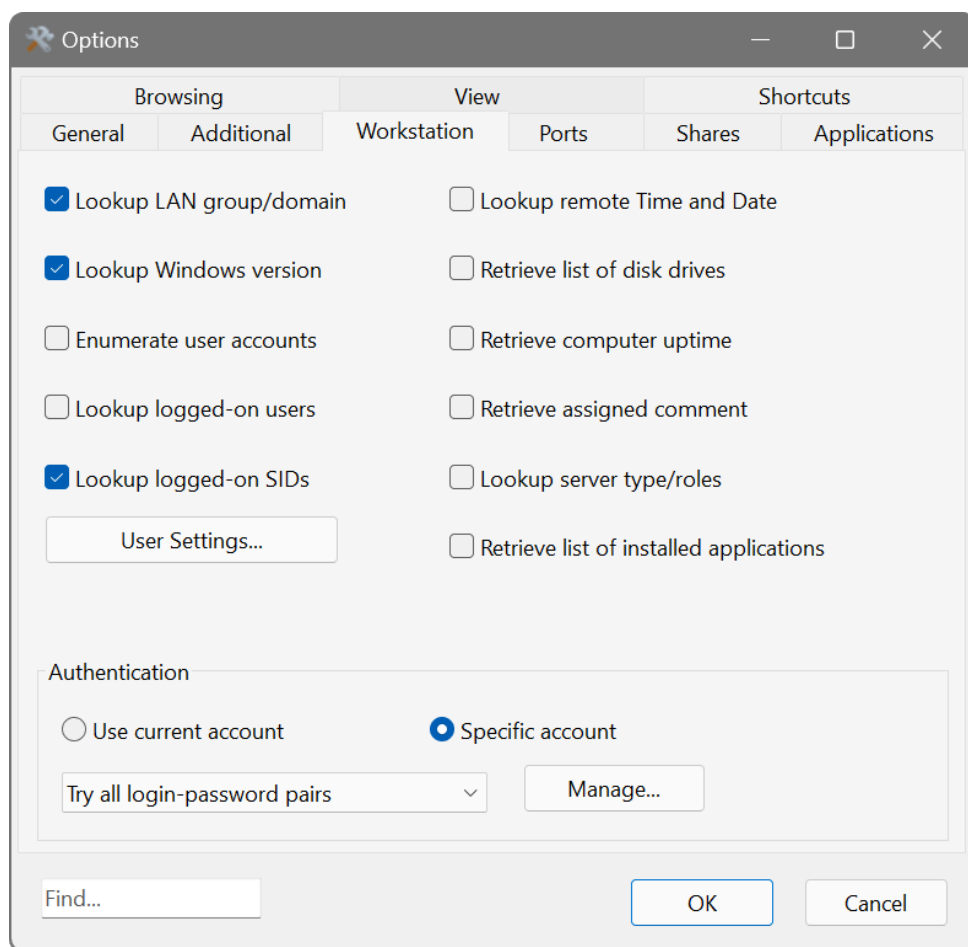 Options
Browsing View Shortcuts
General Additional Workstation Ports Shares Applications
Lookup LAN group/domain
Lookup remote Time and Date
Lookup Windows version
Retrieve list of disk drives
Enumerate user accounts
Retrieve computer uptime
Lookup logged-on users
Retrieve assigned comment
Lookup logged-on SIDs
Lookup server type/roles
User Settings...
Retrieve list of installed applications
Authentication
Use current account
Specific account
Try all login-password pairs
Manage...
Find...
OK
Cancel